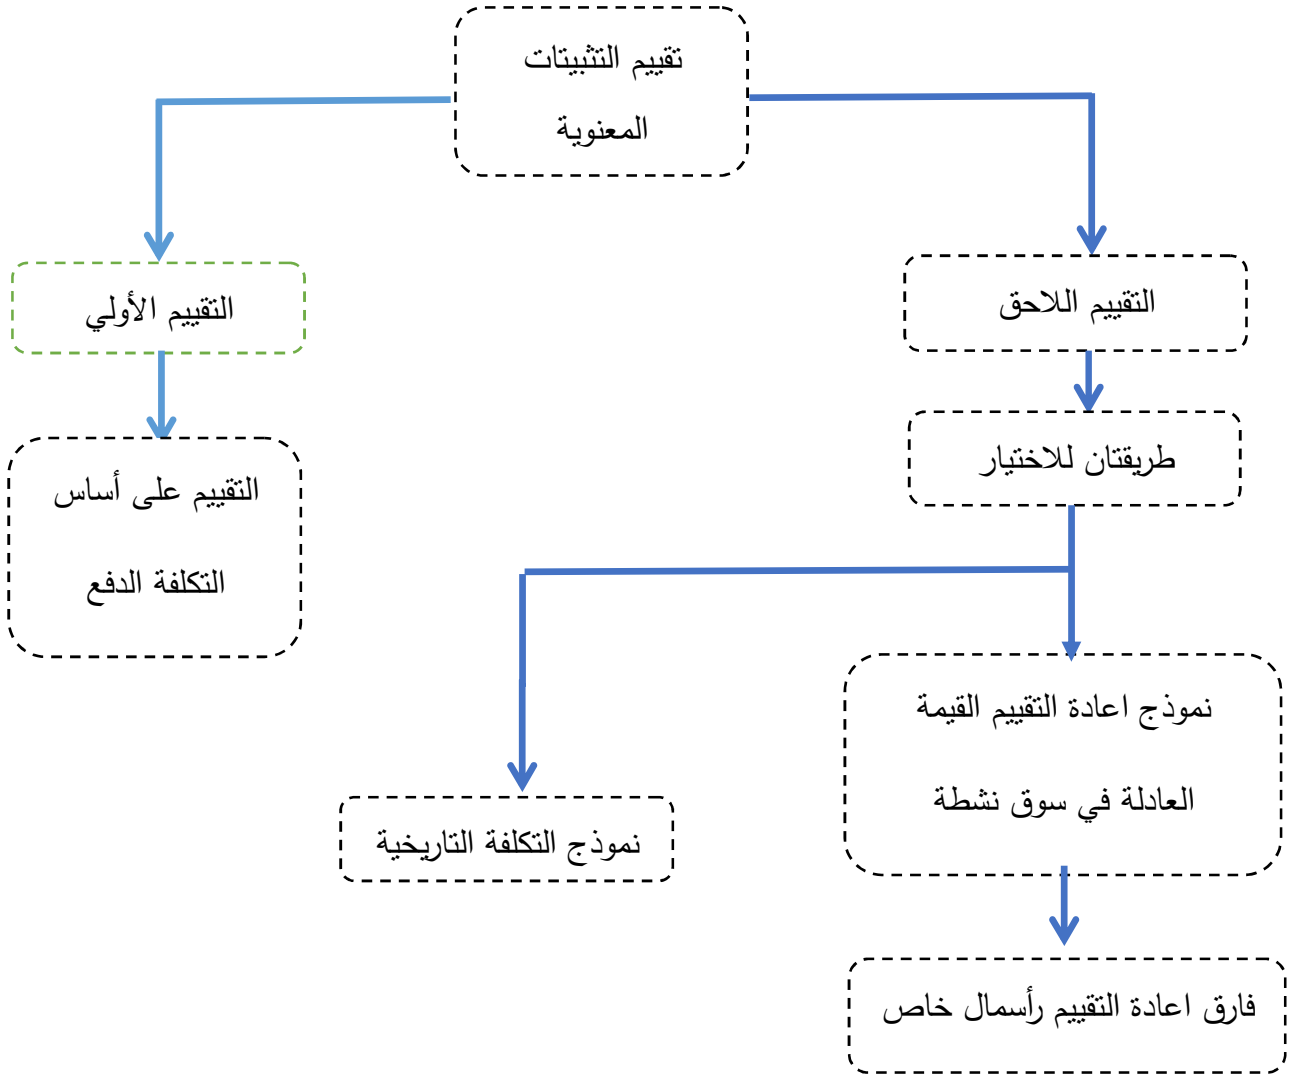 تقييم التثبيتات
المعنوية
التقييم اللاحق
التقييم الأولي
طريقتان للاختيار
التقييم على أساس
التكلفة الدفع
نموذج اعادة التقييم القيمة
العادلة في سوق نشطة
نموذج التكلفة التاريخية
فارق اعادة التقييم رأسمال خاص